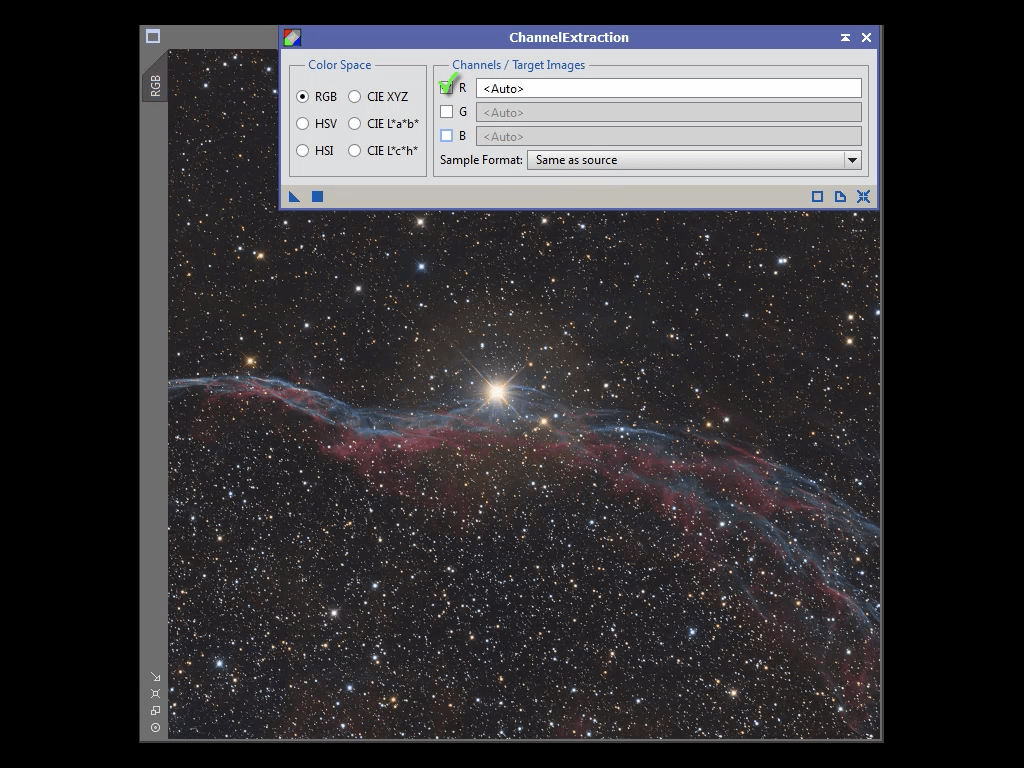 ChannelExtraction
RGB
Color Space
RGB CIE XYZ
HSV CIE L*a*b*
HSI CIE L*c*h*
Channels / Target Images
R <Auto>
G <Auto>
B <Auto>
Sample Format: Same as source